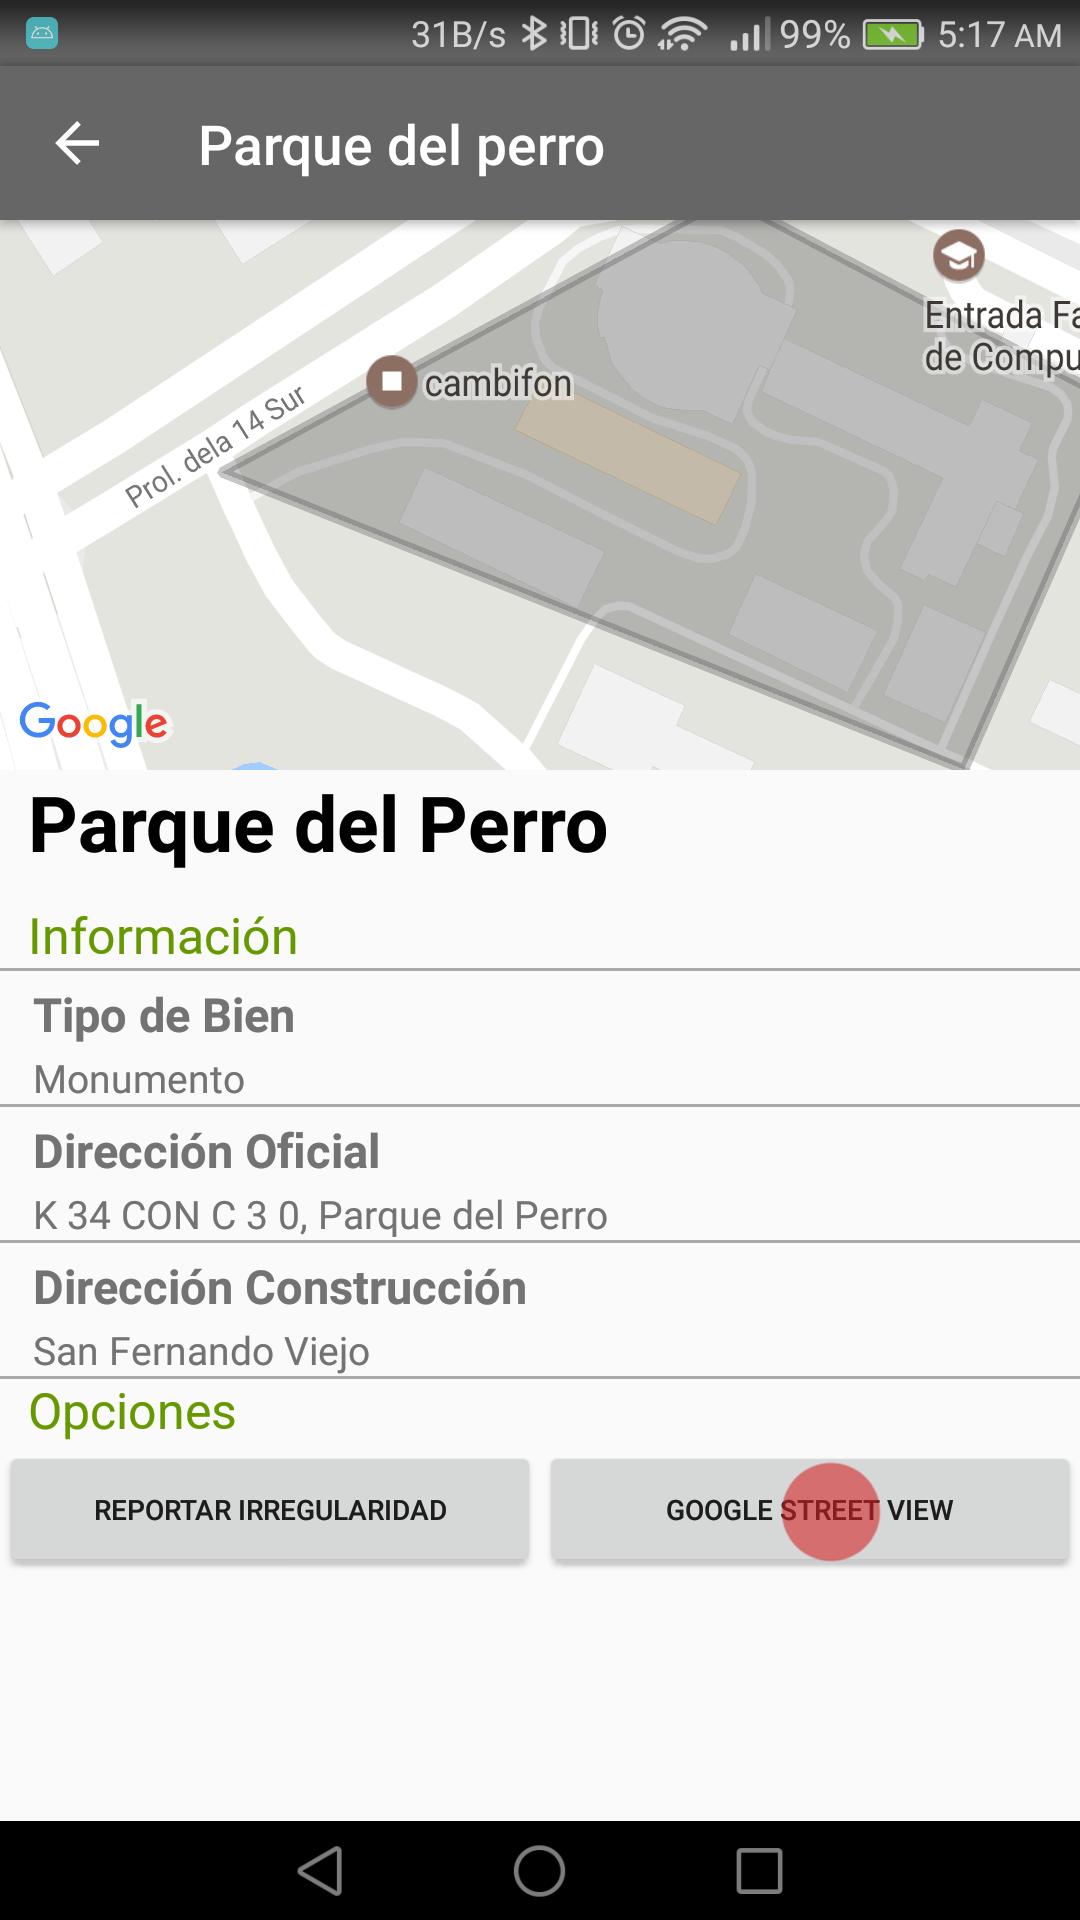 31B/s 99% 5:17 AM
Parque del perro
Entrada Fa
de Compu
cambifon
Prol. dela 14 Sur
Google
Parque del Perro
Información
Tipo de Bien
Monumento
Dirección Oficial
K 34 CON C 3 0, Parque del Perro
Dirección Construcción
San Fernando Viejo
Opciones
REPORTAR IRREGULARIDAD
GOOGLE STREET VIEW